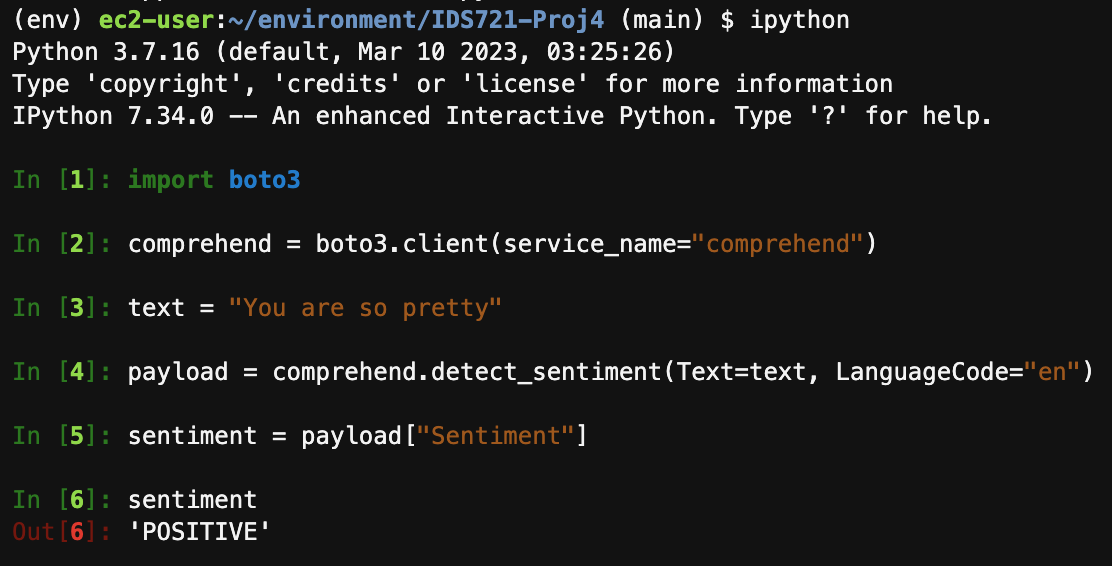 (env) ec2-user:~/environment/IDS721-Proj4 (main) $ ipython
Python 3.7.16 (default, Mar 10 2023, 03:25:26)
Type 'copyright', 'credits' or 'license' for more information
IPython 7.34.0 -- An enhanced Interactive Python. Type '?' for help.
In [1]: import boto3
In [2]: comprehend = boto3.client(service_name="comprehend")
In [3]: text = "You are so pretty"
In [4]: payload = comprehend.detect_sentiment(Text=text, LanguageCode="en")
In [5]: sentiment = payload["Sentiment"]
In [6]: sentiment
Out[6]: 'POSITIVE'